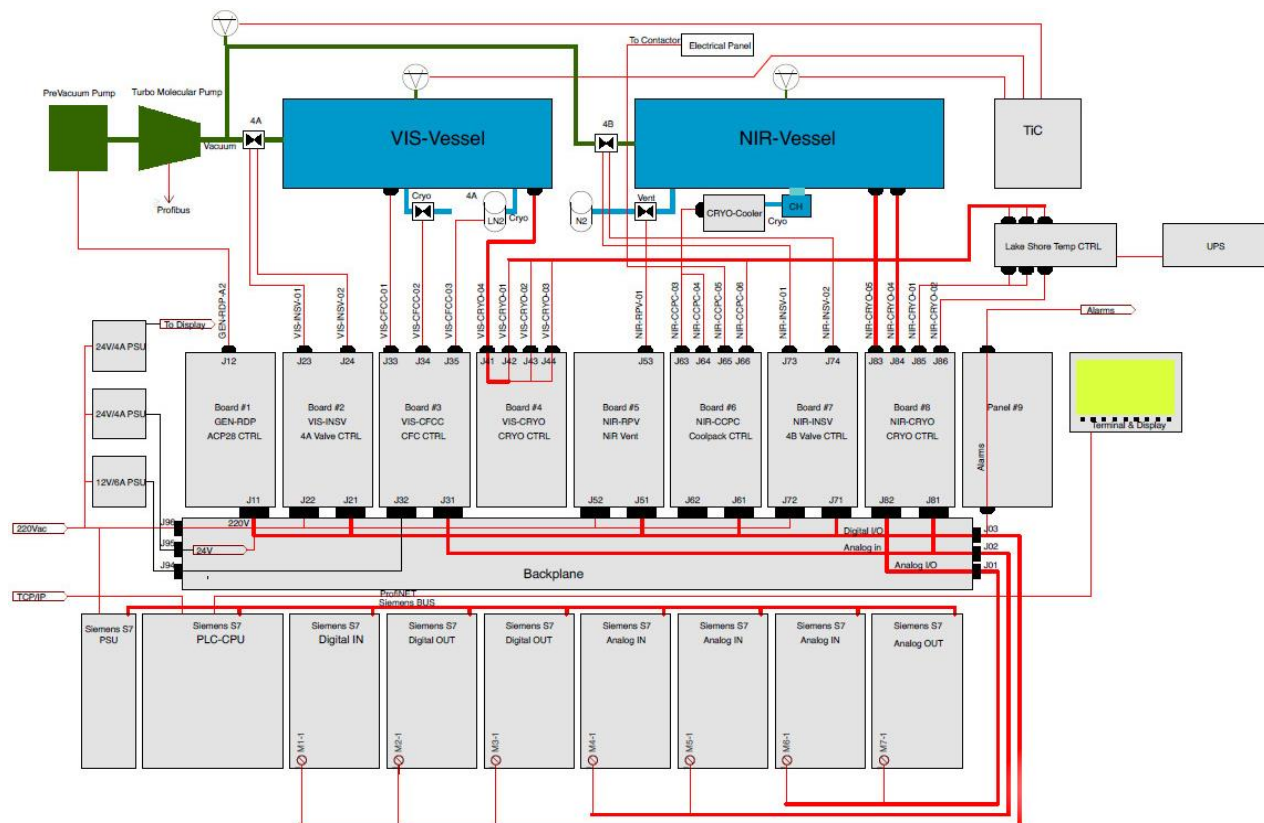 To Contactor
Electrical Panel
PreVacuum Pump
Turbo Molecular Pump
4A
4B
VIS-Vessel
NIR-Vessel
TiC
Vacuum
Profibus
Cryo
4A
LN2
Cryo
N2
Vent
CRYO-Cooler
CH
Cryo
Lake Shore Temp CTRL
UPS
GEN-RDP-A2
VIS-INSV-01
VIS-INSV-02
VIS-CFCC-01
VIS-CFCC-02
VIS-CFCC-03
VIS-CRYO-04
VIS-CRYO-01
VIS-CRYO-02
VIS-CRYO-03
NIR-RPV-01
NIR-CCPC-03
NIR-CCPC-04
NIR-CCPC-05
NIR-CCPC-06
NIR-INSV-01
NIR-INSV-02
NIR-CRYO-05
NIR-CRYO-04
NIR-CRYO-01
NIR-CRYO-02
Alarms
To Display
24V/4A PSU
24V/4A PSU
12V/6A PSU
J12
J23
J24
J33
J34
J35
J41
J42
J43
J44
J53
J63
J64
J65
J66
J73
J74
J83
J84
J85
J86
Board #1
GEN-RDP
ACP28 CTRL
Board #2
VIS-INSV
4A Valve CTRL
Board #3
VIS-CFCC
CFC CTRL
Board #4
VIS-CRYO
CRYO CTRL
Board #5
NIR-RPV
NiR Vent
Board #6
NIR-CCPC
Coolpack CTRL
Board #7
NIR-INSV
4B Valve CTRL
Board #8
NIR-CRYO
CRYO CTRL
Panel #9
Alarms
Terminal & Display
J11
J22
J21
J32
J31
J52
J51
J62
J61
J72
J71
J82
J81
220Vac
J96
220V
Digital I/O
J03
J95
24V
Analog in
J02
J94
Backplane
Analog I/O
J01
TCP/IP
ProfiNET
Siemens BUS
Siemens S7
PSU
Siemens S7
PLC-CPU
Siemens S7
Digital IN
Siemens S7
Digital OUT
Siemens S7
Digital OUT
Siemens S7
Analog IN
Siemens S7
Analog IN
Siemens S7
Analog IN
Siemens S7
Analog OUT
M1-1
M2-1
M3-1
M4-1
M5-1
M6-1
M7-1